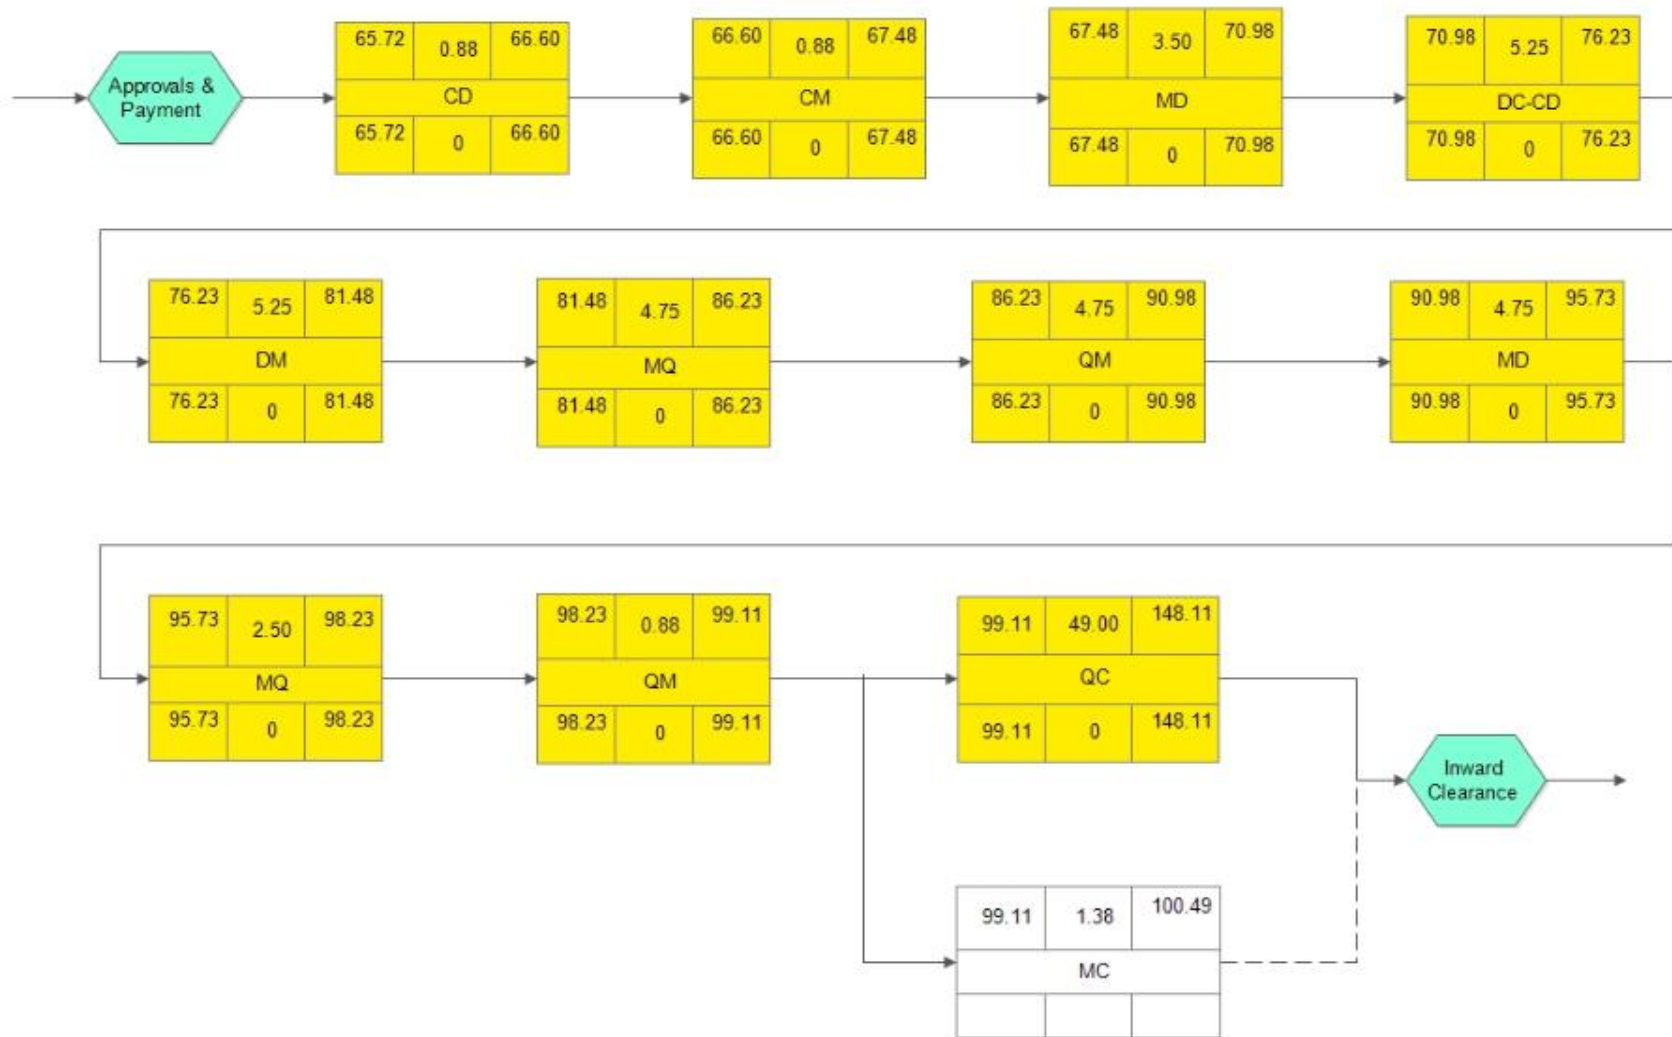 Approvals &
Payment
65.72 0.88 66.60
CD
65.72 0 66.60
66.60 0.88 67.48
CM
66.60 0 67.48
67.48 3.50 70.98
MD
67.48 0 70.98
70.98 5.25 76.23
DC-CD
70.98 0 76.23
76.23 5.25 81.48
DM
76.23 0 81.48
81.48 4.75 86.23
MQ
81.48 0 86.23
86.23 4.75 90.98
QM
86.23 0 90.98
90.98 4.75 95.73
MD
90.98 0 95.73
95.73 2.50 98.23
MQ
95.73 0 98.23
98.23 0.88 99.11
QM
98.23 0 99.11
99.11 49.00 148.11
QC
99.11 0 148.11
Inward
Clearance
99.11 1.38 100.49
MC